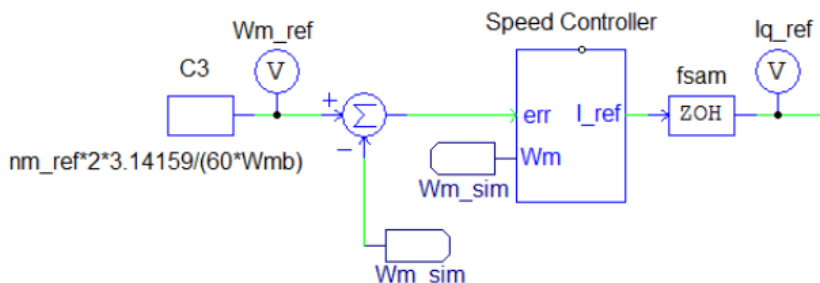 Speed Controller
Wm_ref
Iq_ref
C3
fsam
V
V
+
Σ
err
I_ref
ZOH
−
Wm
nm_ref*2*3.14159/(60*Wmb)
Wm_sim
Wm_sim